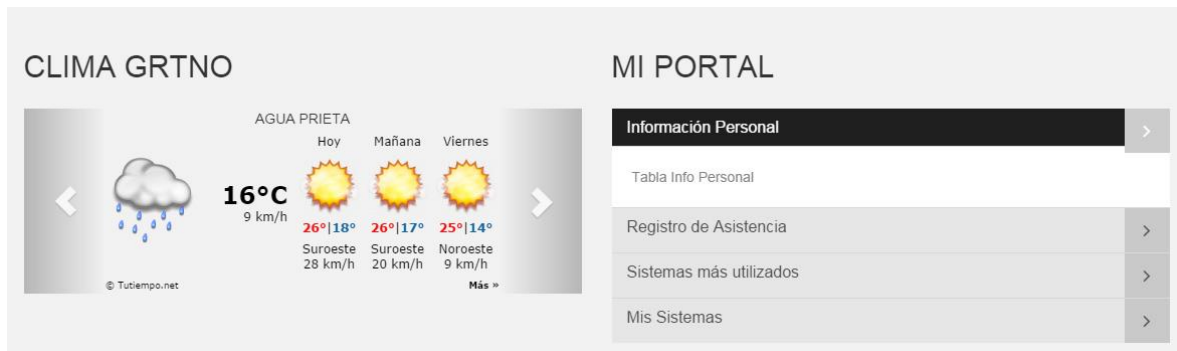 CLIMA GRTNO
AGUA PRIETA
Hoy Mañana Viernes
16°C
9 km/h
26°|18° 26°|17° 25°|14°
Suroeste Suroeste Noroeste
28 km/h 20 km/h 9 km/h
© Tutiempo.net Más »
MI PORTAL
Información Personal
Tabla Info Personal
Registro de Asistencia
Sistemas más utilizados
Mis Sistemas